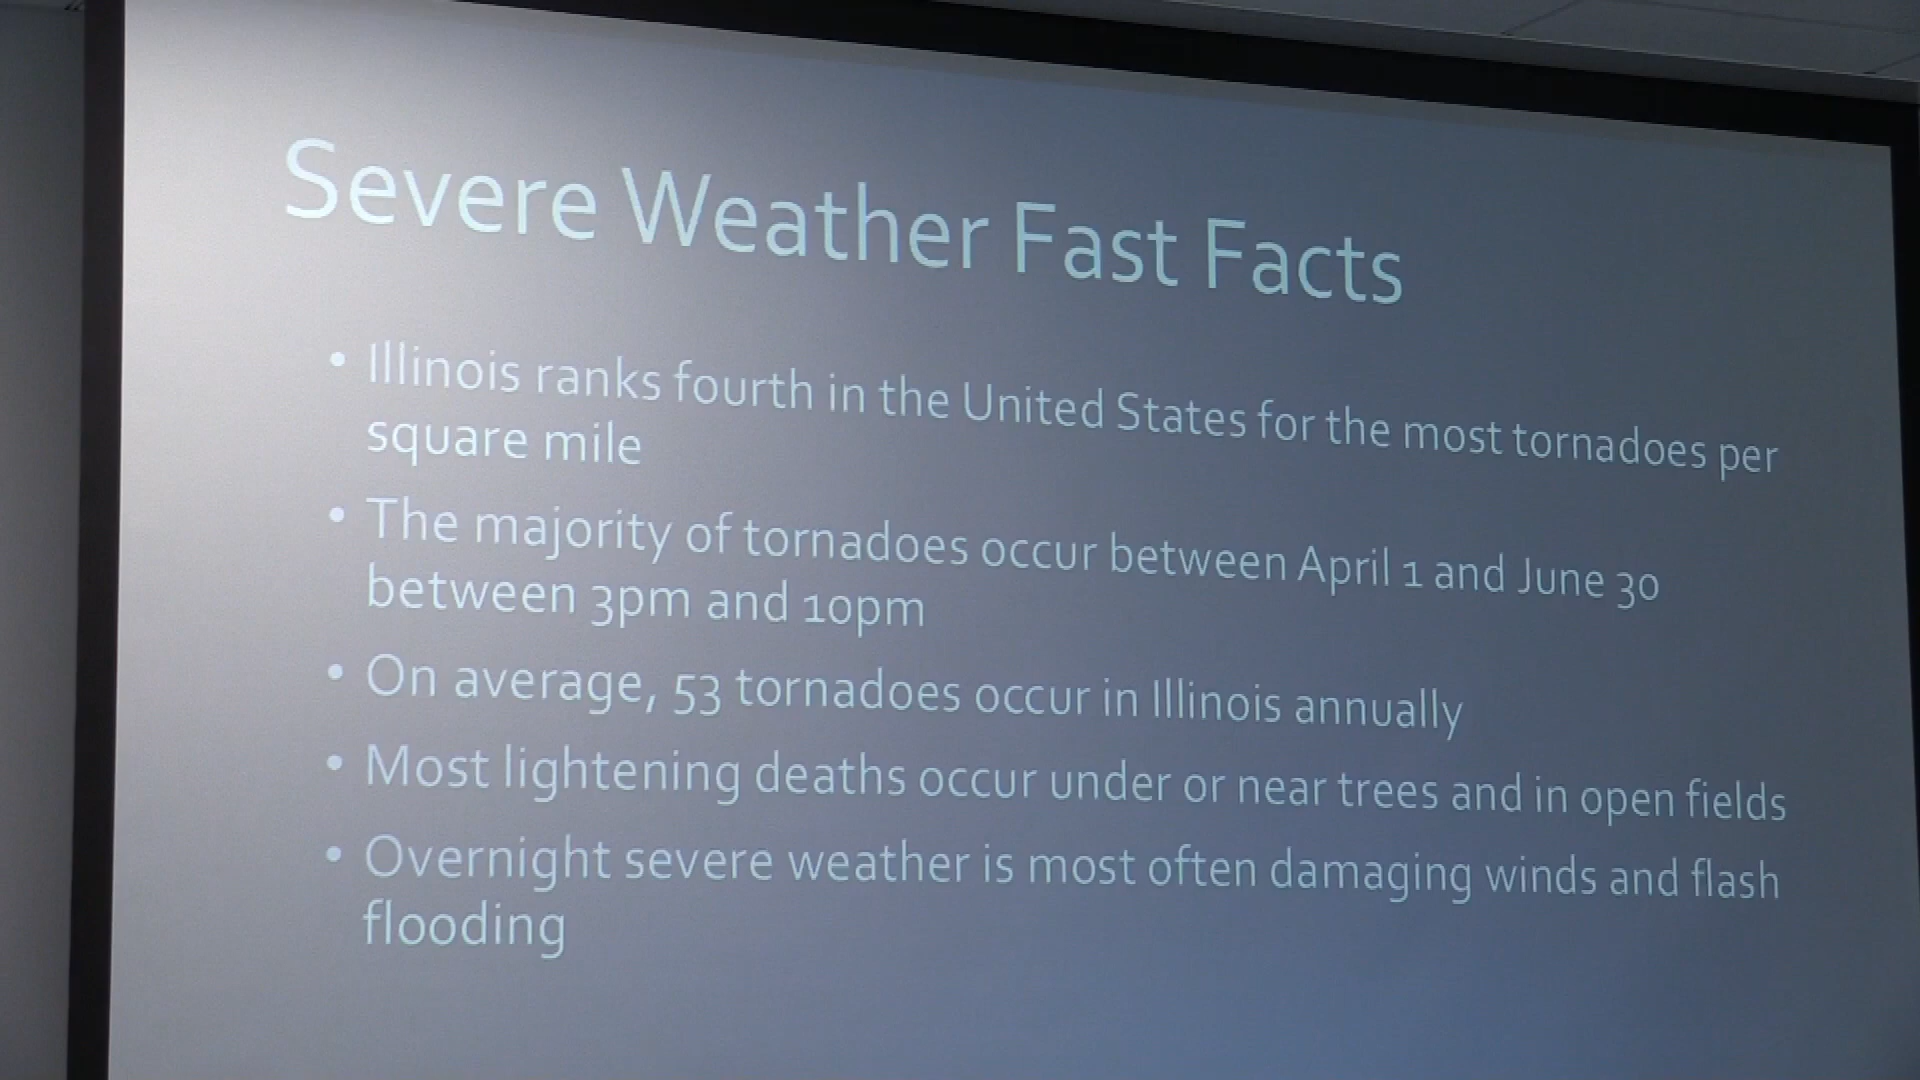 Severe Weather Fast Facts
• Illinois ranks fourth in the United States for the most tornadoes per
square mile
• The majority of tornadoes occur between April 1 and June 30
between 3pm and 10pm
• On average, 53 tornadoes occur in Illinois annually
• Most lightening deaths occur under or near trees and in open fields
• Overnight severe weather is most often damaging winds and flash
flooding